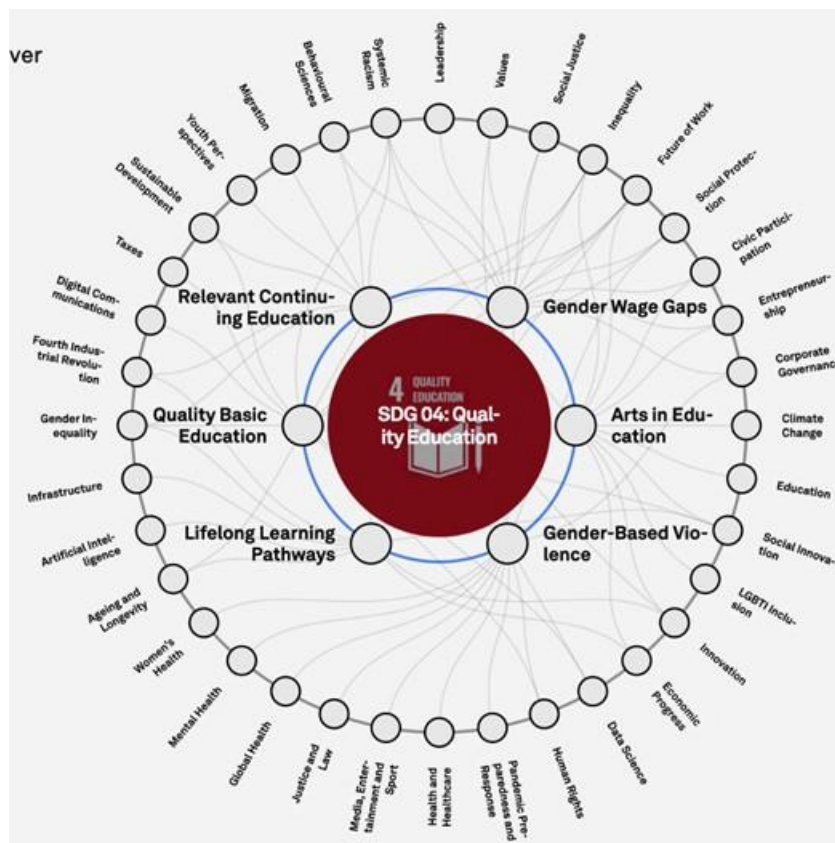 ver
Leadership
Values
Social Justice
Inequality
Future of Work
Social Protec-
tion
Civic Partici-
pation
Entrepreneur-
ship
Corporate
Governanc
Climate
Change
Education
Social Innova-
tion
LGBTI Inclu-
sion
Innovation
Economic
Progress
Data Science
Human Rights
Pandemic Pre-
paredness and
Response
Health and
Healthcare
Media, Enter-
tainment and
Sport
Justice and
Law
Global Health
Mental Health
Women's
Health
Ageing and
Longevity
Artificial Intel-
ligence
Infrastructure
Gender In-
equality
Fourth Indus-
trial Revolu-
tion
Digital Com-
munications
Taxes
Sustainable
Development
Youth Per-
spectives
Migration
Behavioural
Sciences
Systemic
Racism
Relevant Continu-
ing Education
Gender Wage Gaps
Quality Basic
Education
4 QUALITY
EDUCATION
SDG 04: Qual-
ity Education
Arts in Edu-
cation
Lifelong Learning
Pathways
Gender-Based Vio-
lence